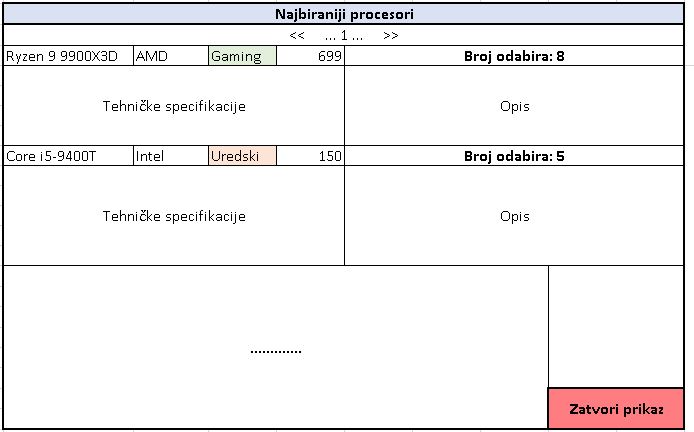 Najbiraniji procesori
<< ... 1 ... >>
Ryzen 9 9900X3D AMD Gaming 699 Broj odabira: 8
Tehničke specifikacije Opis
Core i5-9400T Intel Uredski 150 Broj odabira: 5
Tehničke specifikacije Opis
.............
Zatvori prikaz